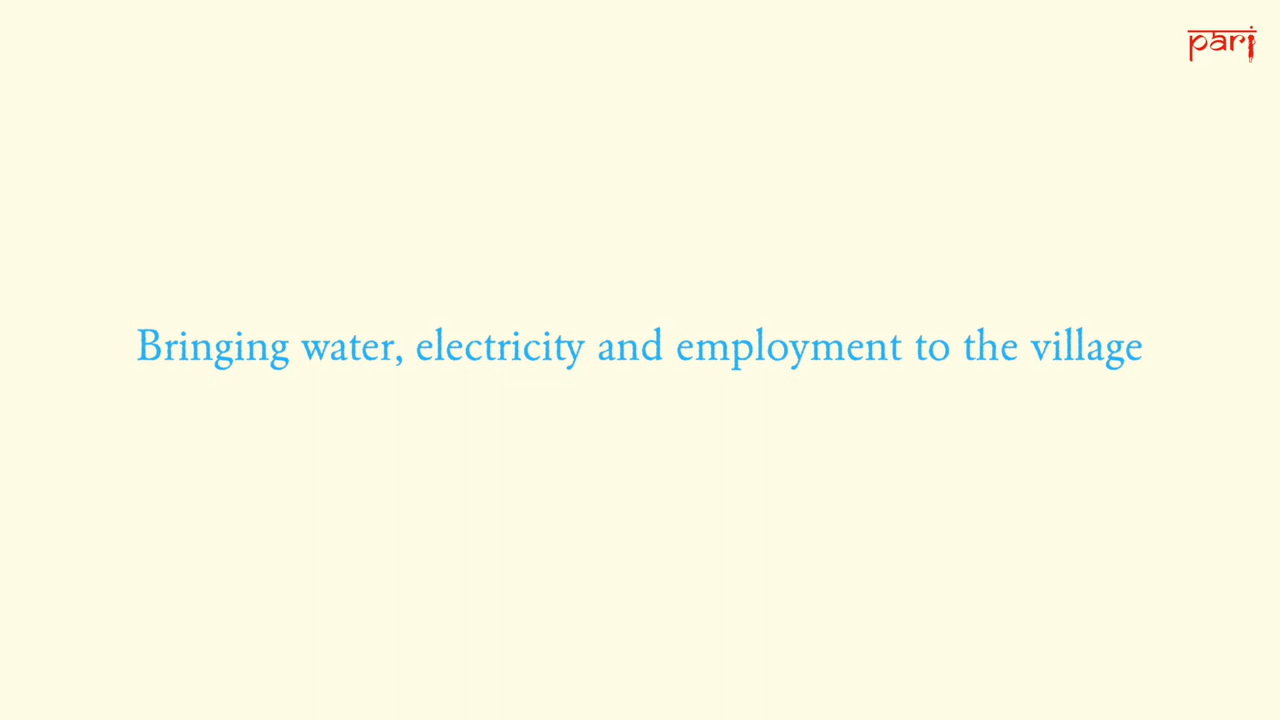 pari
Bringing water, electricity and employment to the village